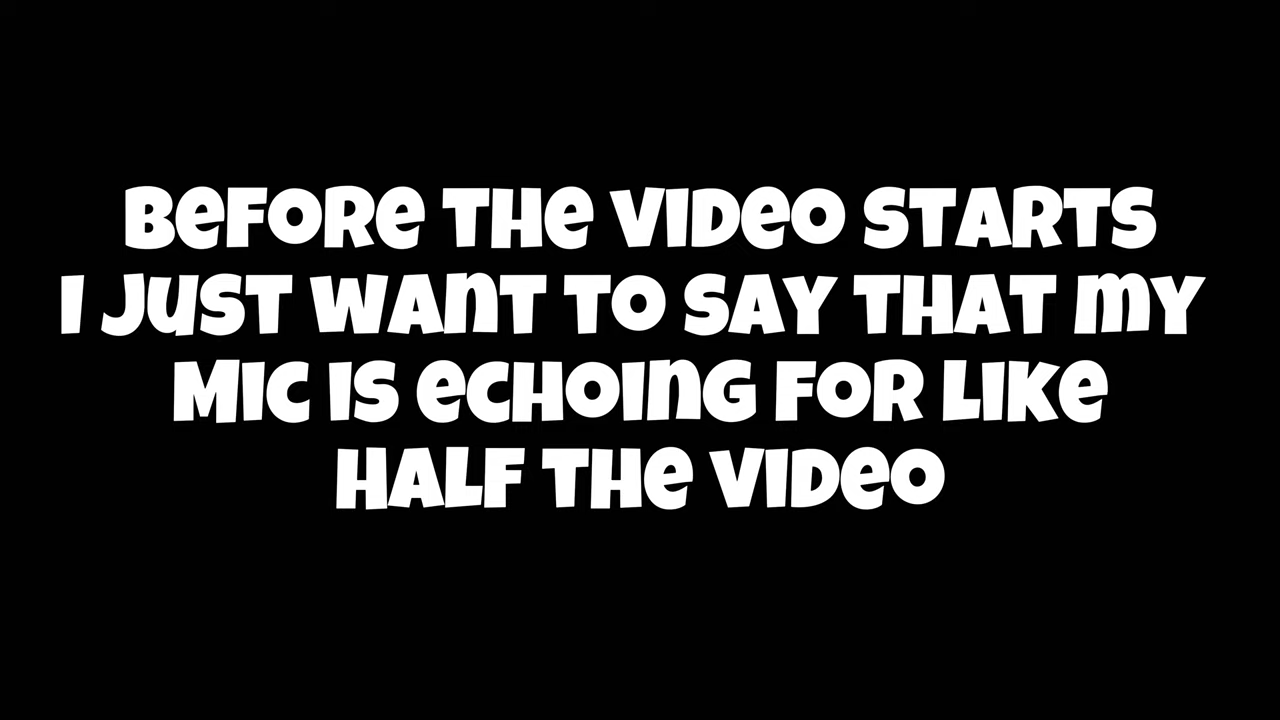 Before the video starts
I just want to say that my
mic is echoing for like
half the video